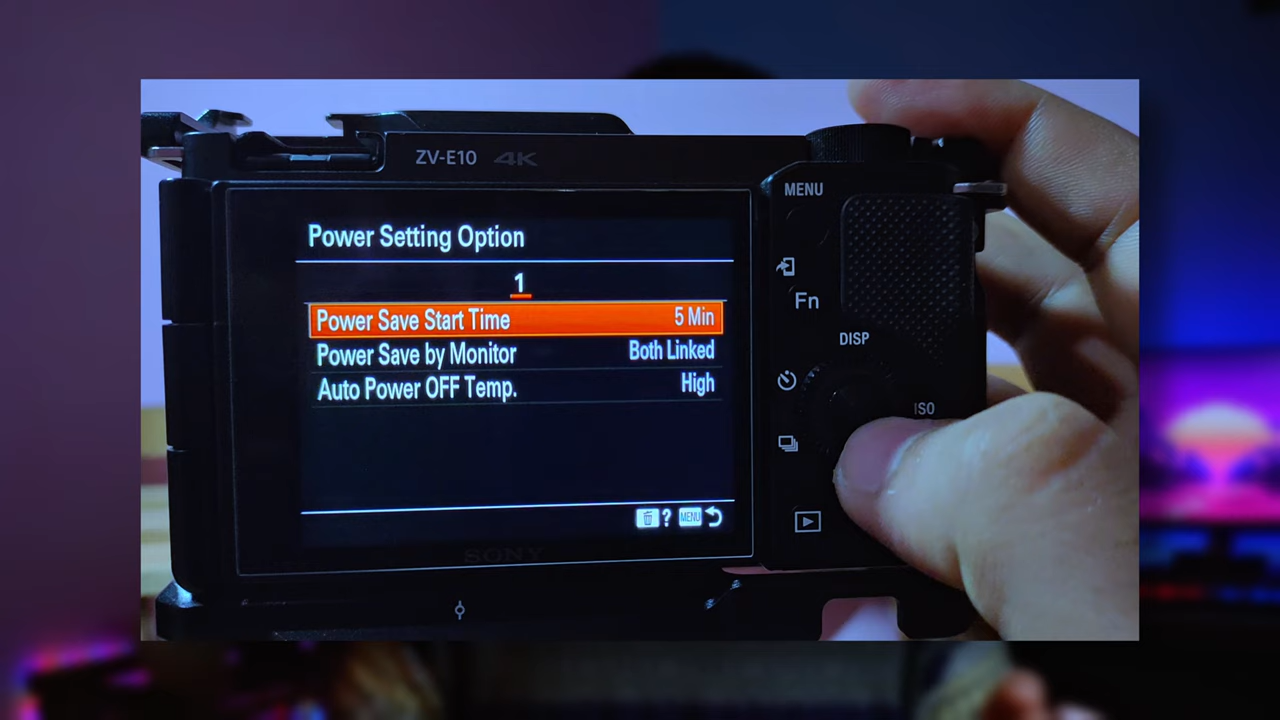 ZV-E10 4K
MENU
Power Setting Option
1
Fn
Power Save Start Time 5 Min
Power Save by Monitor Both Linked
Auto Power OFF Temp. High
DISP
ISO
? MENU
SONY